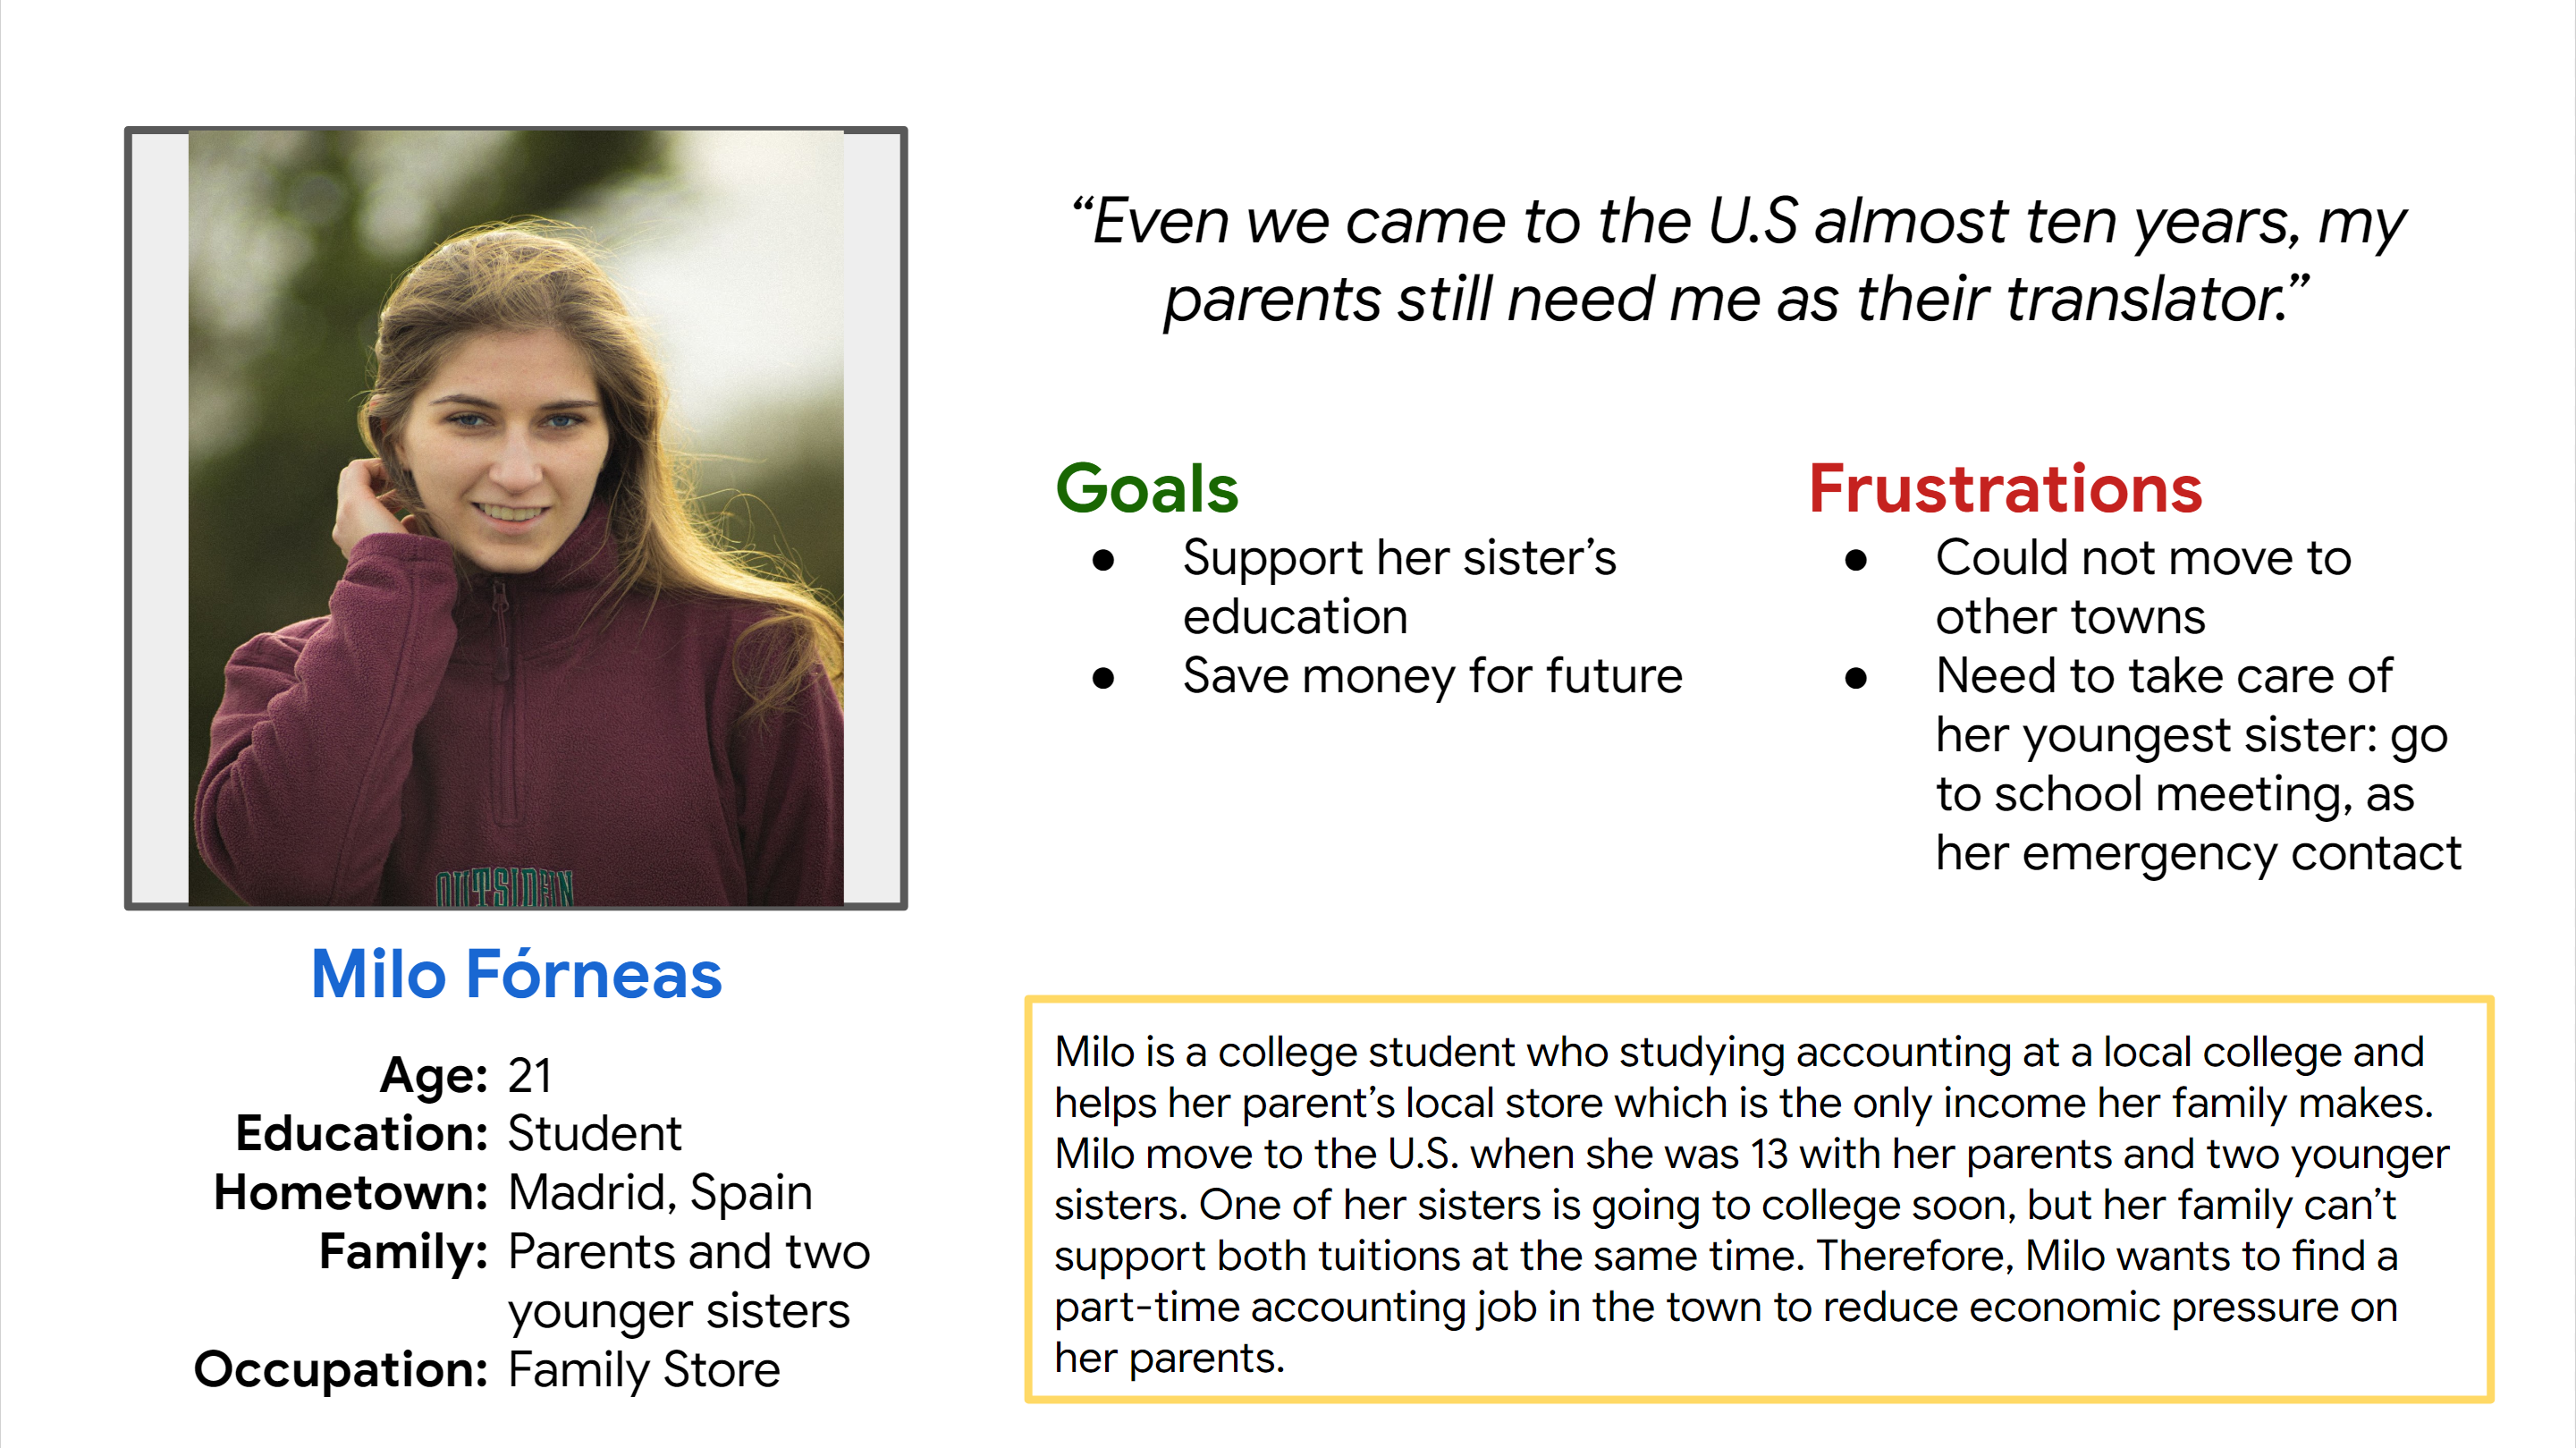 “Even we came to the U.S almost ten years, my
parents still need me as their translator.”
Goals
● Support her sister’s
education
● Save money for future
Frustrations
● Could not move to
other towns
● Need to take care of
her youngest sister: go
to school meeting, as
her emergency contact
OUTSIDEIN
Milo Fórneas
Age: 21
Education: Student
Hometown: Madrid, Spain
Family: Parents and two
younger sisters
Occupation: Family Store
Milo is a college student who studying accounting at a local college and
helps her parent’s local store which is the only income her family makes.
Milo move to the U.S. when she was 13 with her parents and two younger
sisters. One of her sisters is going to college soon, but her family can’t
support both tuitions at the same time. Therefore, Milo wants to find a
part-time accounting job in the town to reduce economic pressure on
her parents.